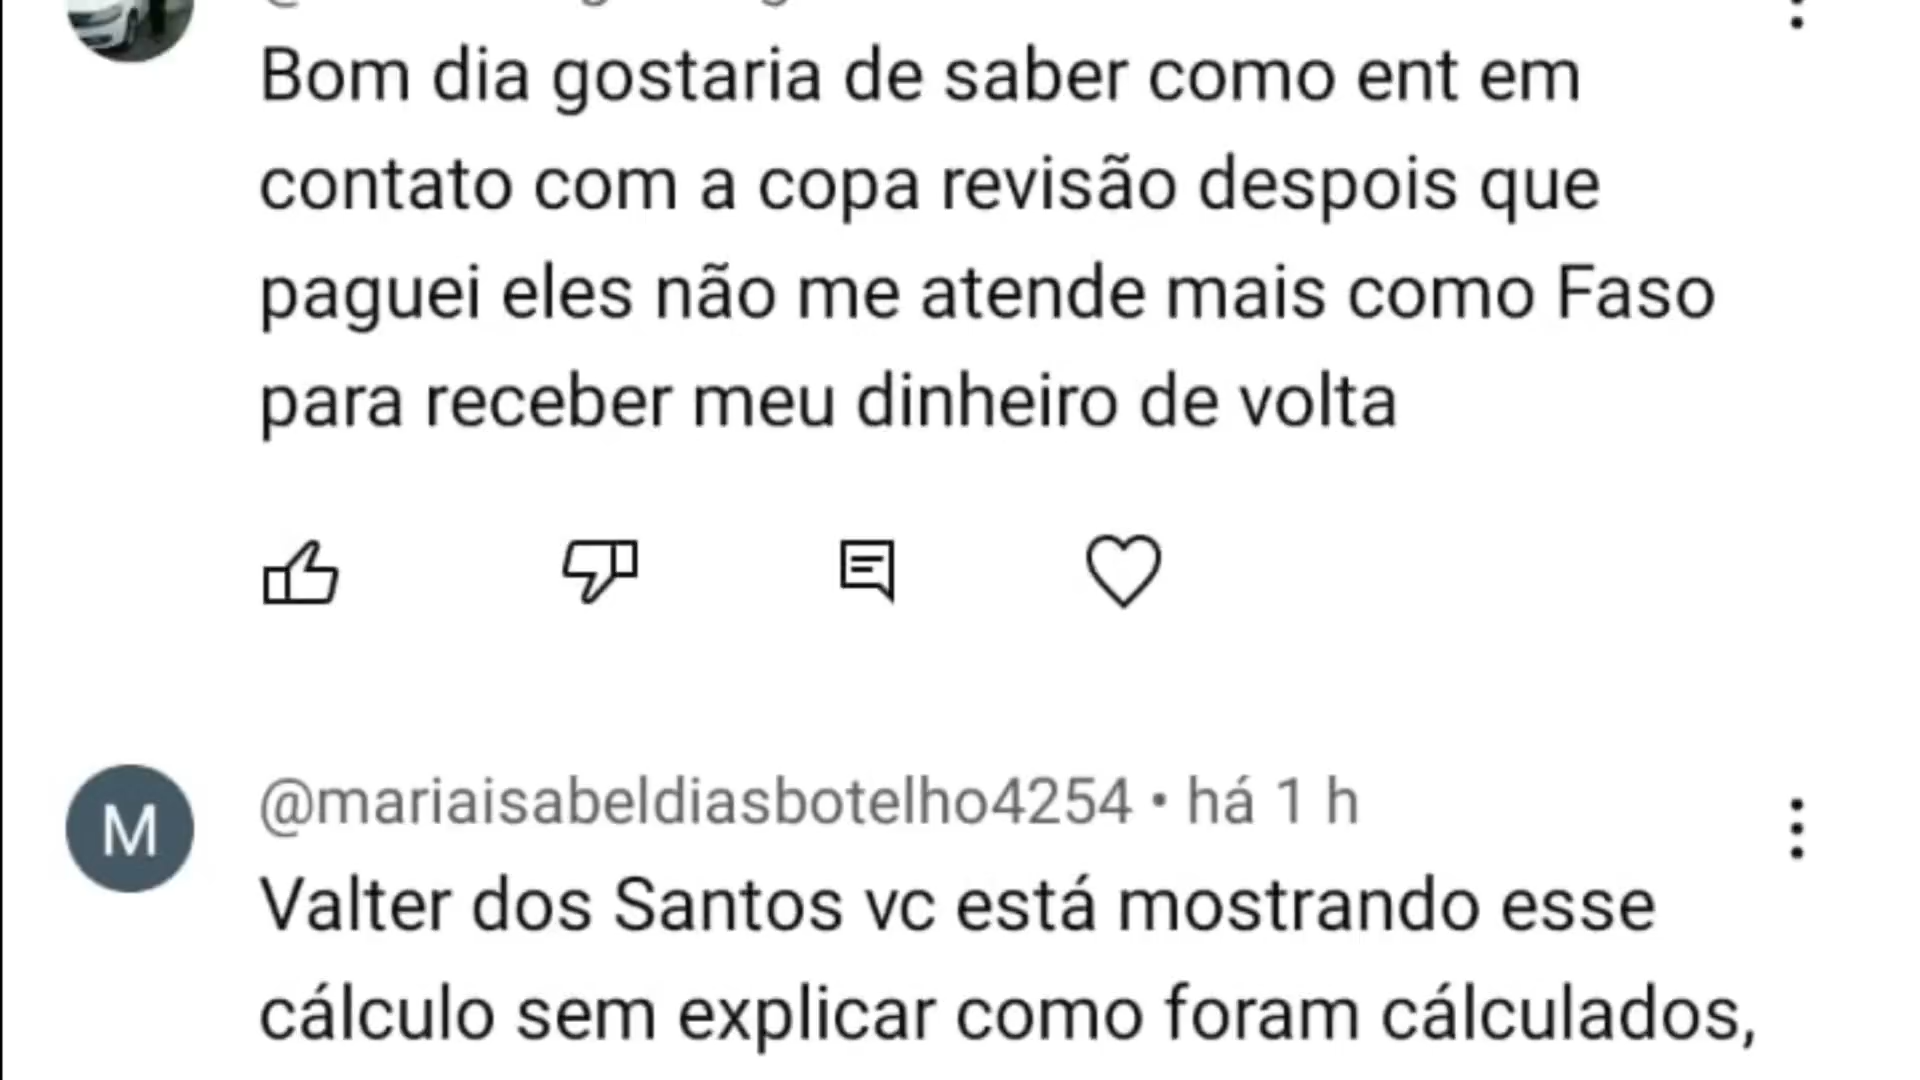 Bom dia gostaria de saber como ent em
contato com a copa revisão despois que
paguei eles não me atende mais como Faso
para receber meu dinheiro de volta
M
@mariaisabeldiasbotelho4254 • há 1 h
Valter dos Santos vc está mostrando esse
cálculo sem explicar como foram cálculados,